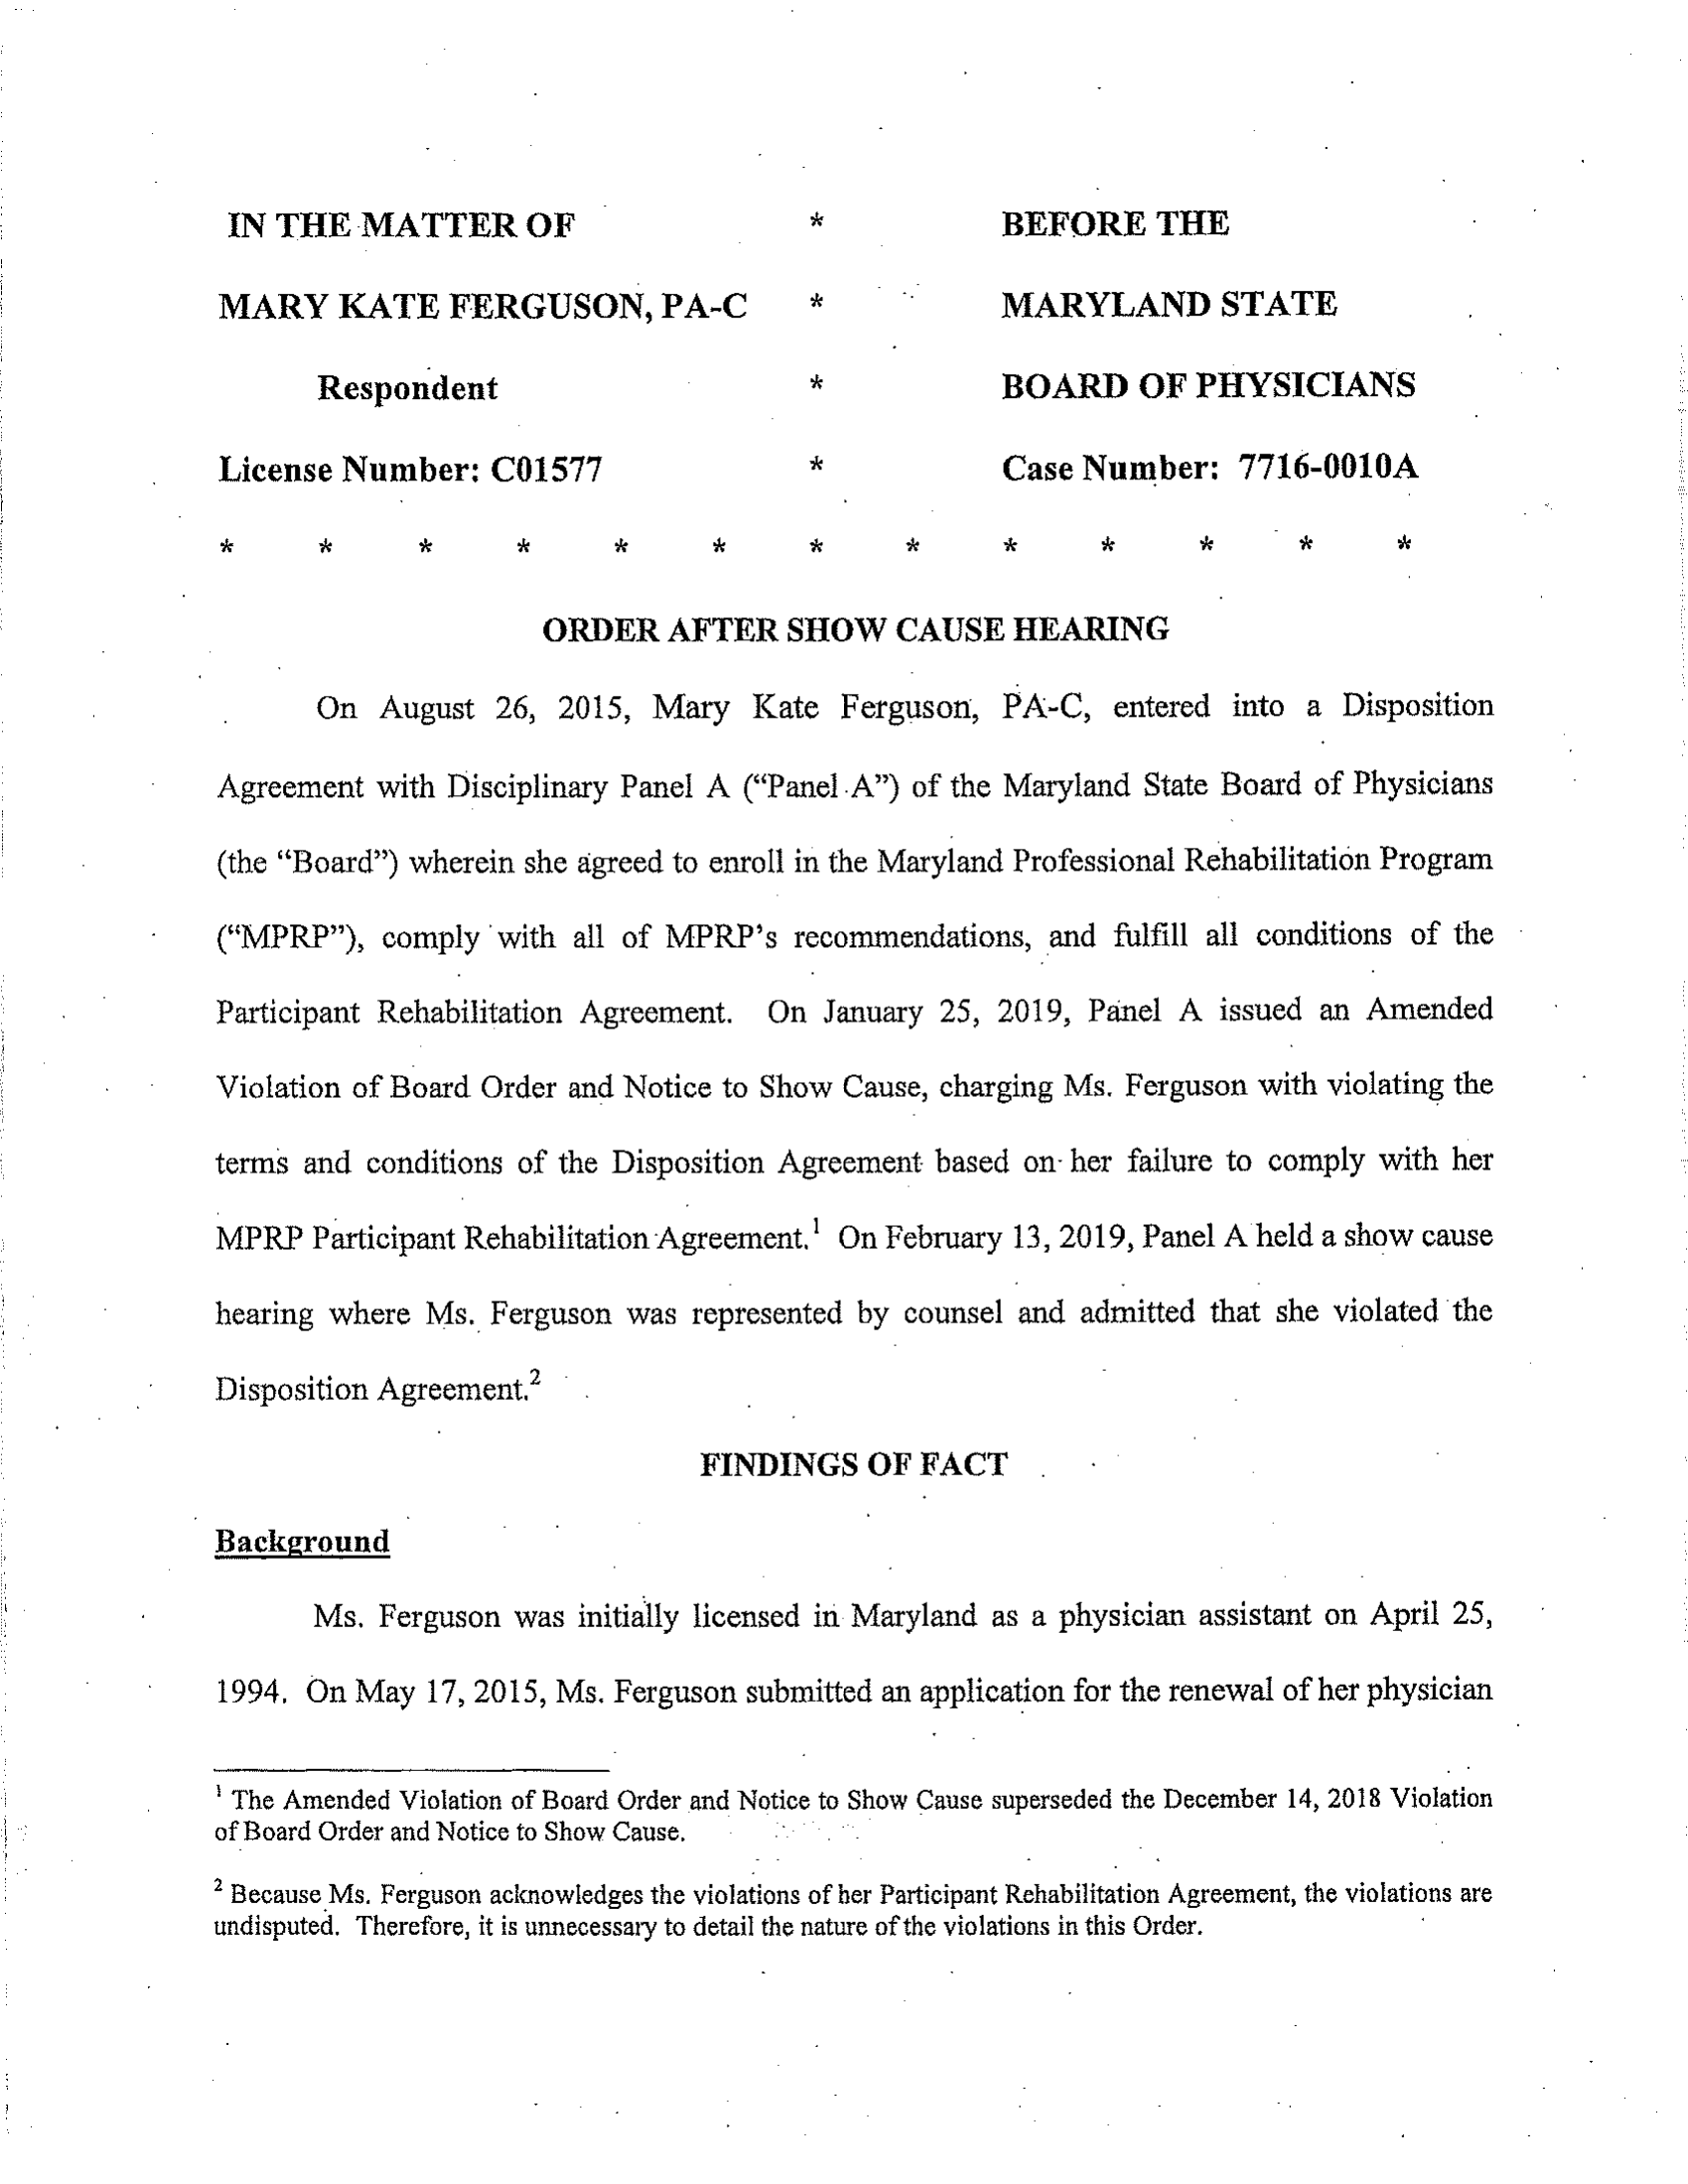 IN THE MATTER OF * BEFORE THE
MARY KATE FERGUSON, PA-C * MARYLAND STATE
Respondent * BOARD OF PHYSICIANS
License Number: C01577 * Case Number: 7716-0010A
* * * * * * * * * * * * *
ORDER AFTER SHOW CAUSE HEARING
On August 26, 2015, Mary Kate Ferguson, PA-C, entered into a Disposition
Agreement with Disciplinary Panel A (“Panel A”) of the Maryland State Board of Physicians
(the “Board”) wherein she agreed to enroll in the Maryland Professional Rehabilitation Program
(“MPRP”), comply with all of MPRP’s recommendations, and fulfill all conditions of the
Participant Rehabilitation Agreement. On January 25, 2019, Panel A issued an Amended
Violation of Board Order and Notice to Show Cause, charging Ms. Ferguson with violating the
terms and conditions of the Disposition Agreement based on her failure to comply with her
MPRP Participant Rehabilitation Agreement.1 On February 13, 2019, Panel A held a show cause
hearing where Ms. Ferguson was represented by counsel and admitted that she violated the
Disposition Agreement.2
FINDINGS OF FACT
Background
Ms. Ferguson was initially licensed in Maryland as a physician assistant on April 25,
1994. On May 17, 2015, Ms. Ferguson submitted an application for the renewal of her physician
1 The Amended Violation of Board Order and Notice to Show Cause superseded the December 14, 2018 Violation
of Board Order and Notice to Show Cause.
2 Because Ms. Ferguson acknowledges the violations of her Participant Rehabilitation Agreement, the violations are
undisputed. Therefore, it is unnecessary to detail the nature of the violations in this Order.